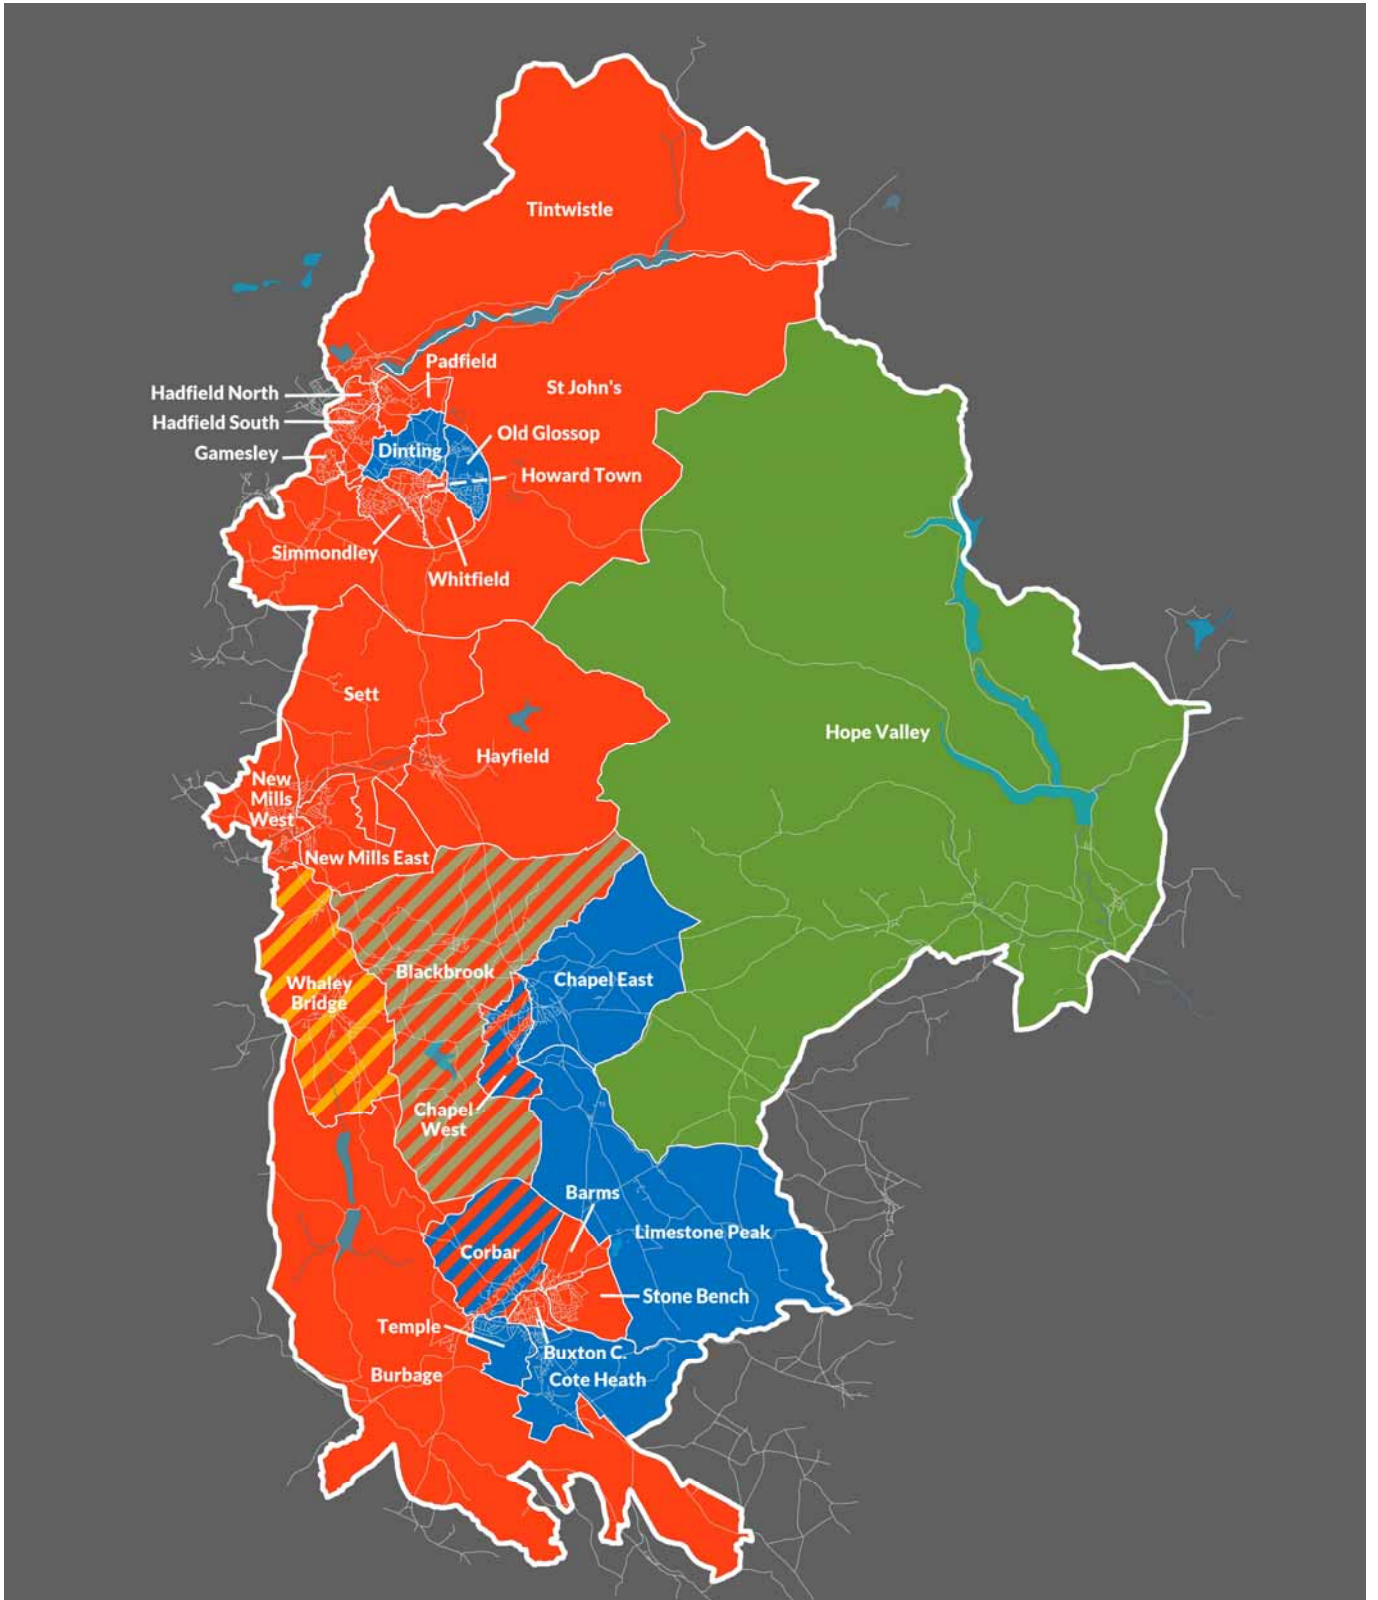 Tintwistle
Padfield
Hadfield North
St John's
Hadfield South
Old Glossop
Gamesley
Dinting
Howard Town
Simmondley
Whitfield
Sett
Hope Valley
Hayfield
New
Mills
West
New Mills East
Blackbrook
Chapel East
Whaley
Bridge
Chapel
West
Barms
Limestone Peak
Corbar
Stone Bench
Temple
Buxton C.
Burbage
Cote Heath